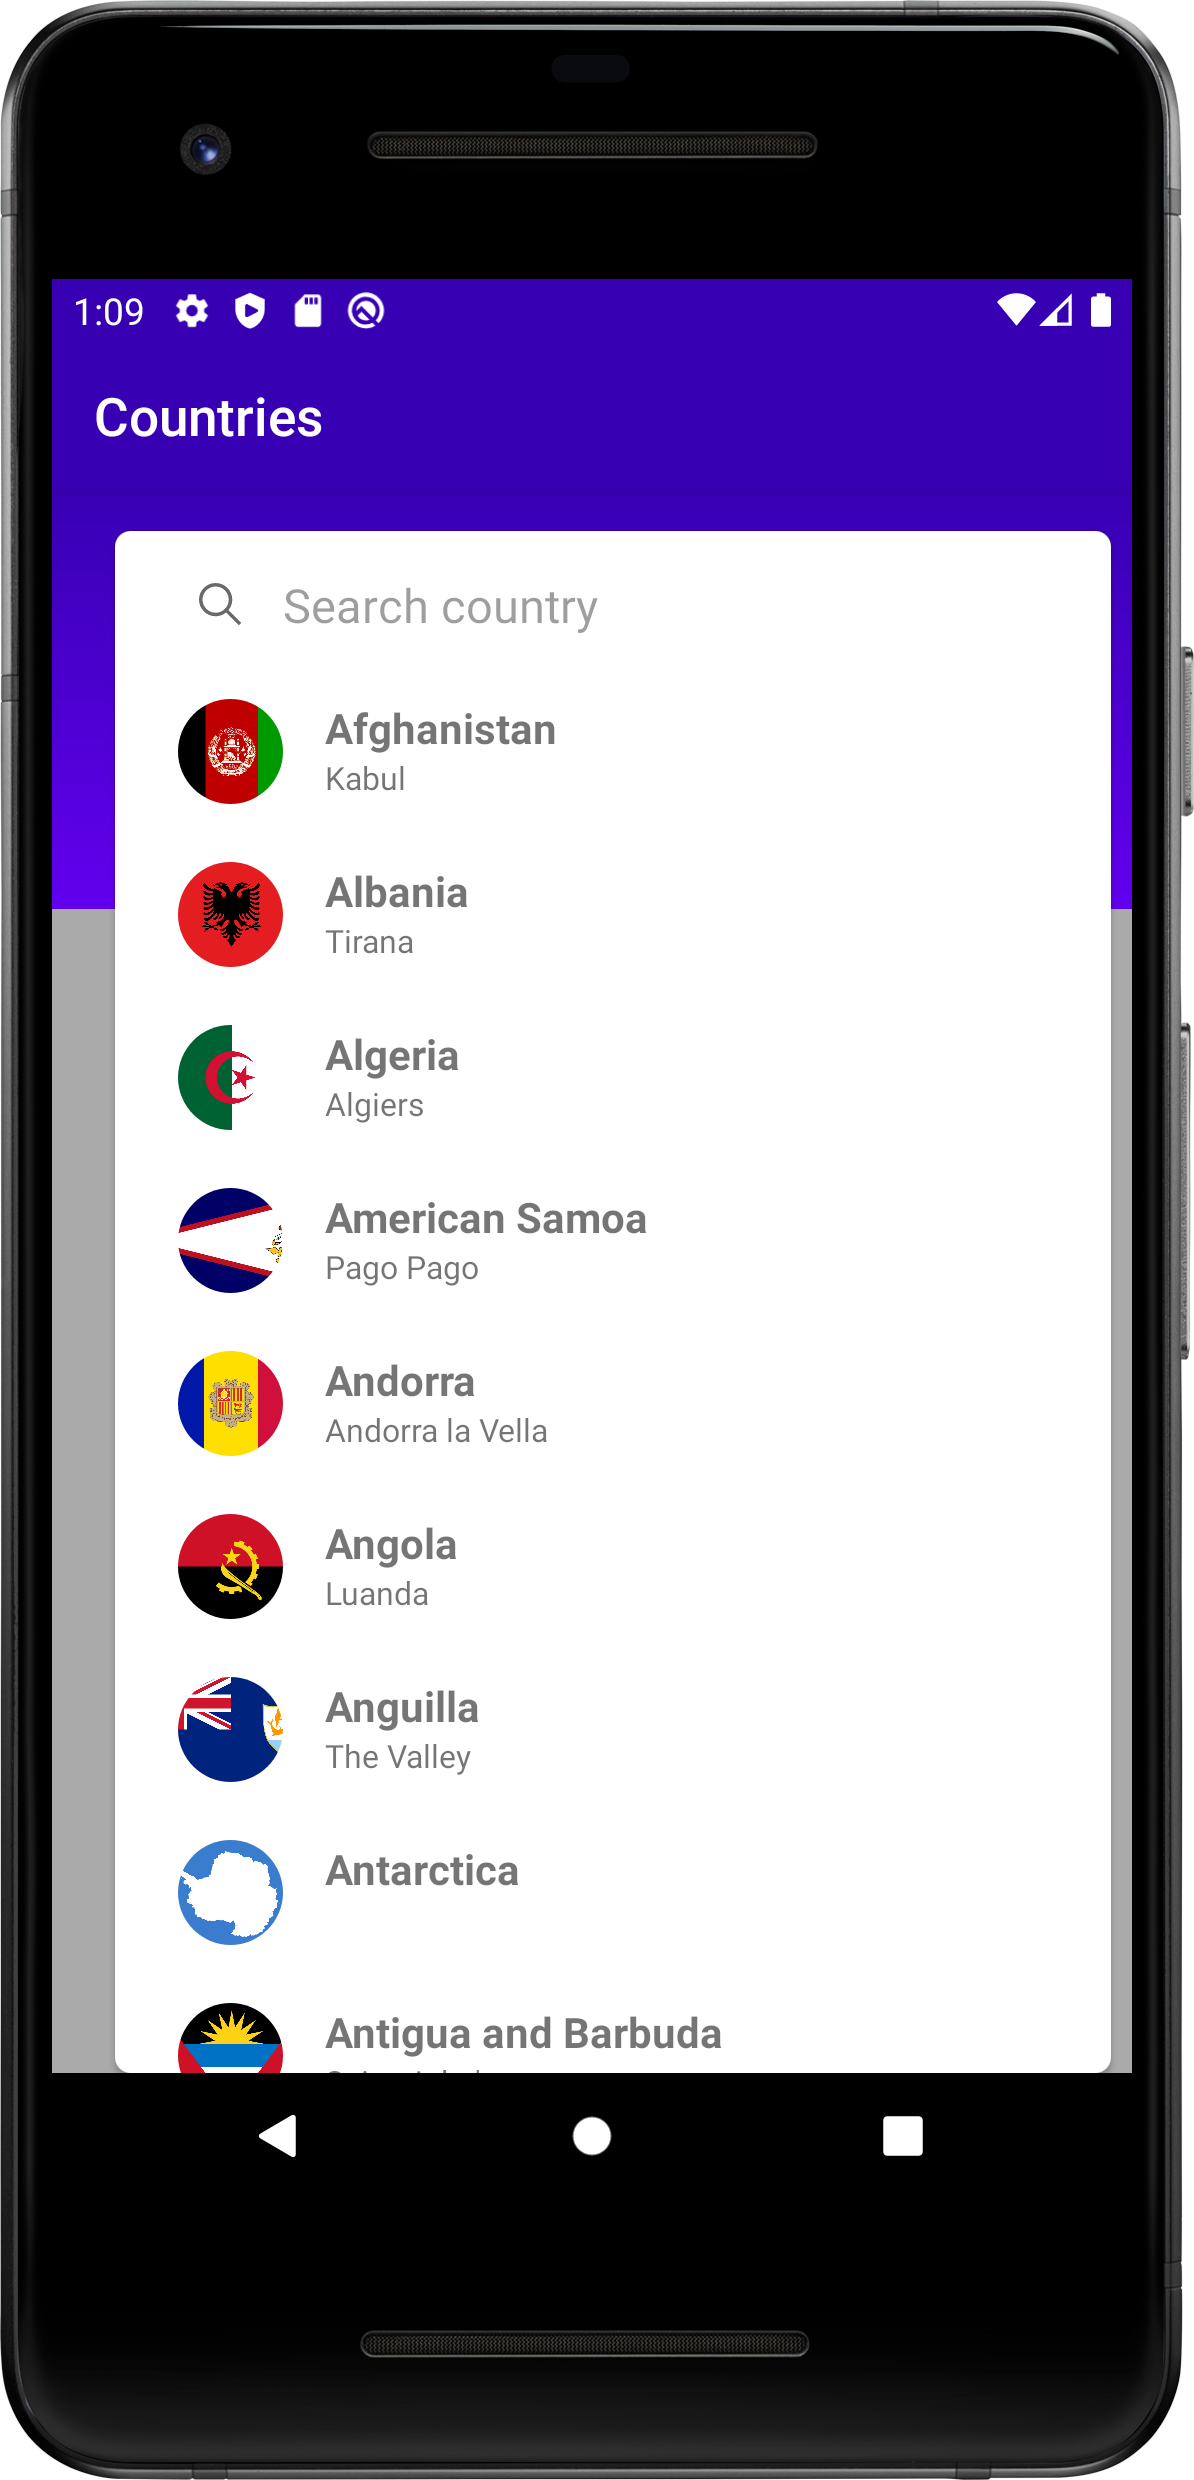 1:09
Countries
Search country
Afghanistan
Kabul
Albania
Tirana
Algeria
Algiers
American Samoa
Pago Pago
Andorra
Andorra la Vella
Angola
Luanda
Anguilla
The Valley
Antarctica
Antigua and Barbuda